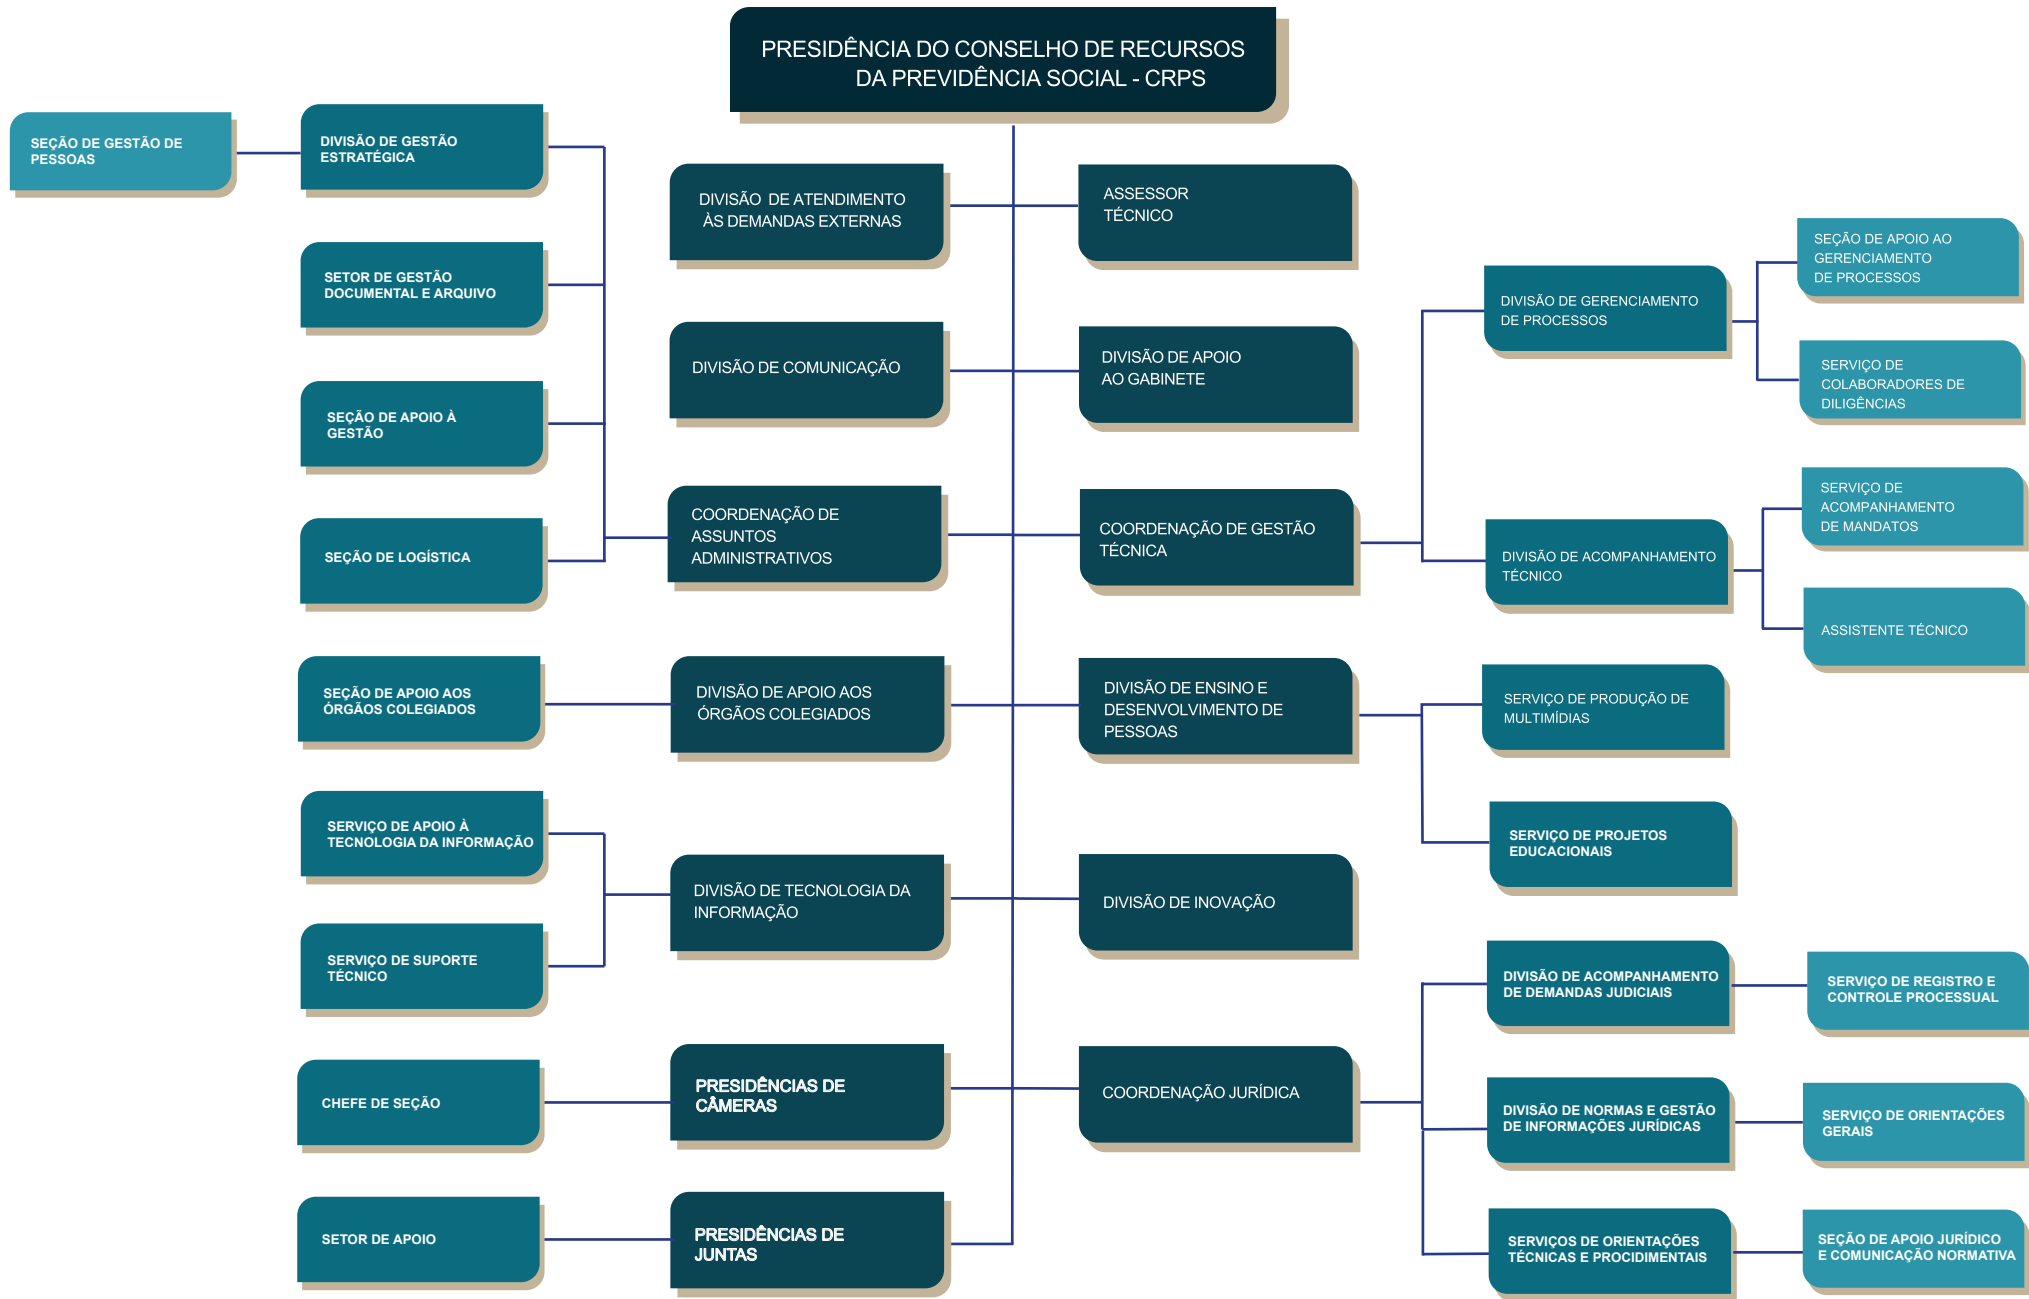 PRESIDÊNCIA DO CONSELHO DE RECURSOS
DA PREVIDÊNCIA SOCIAL - CRPS
SEÇÃO DE GESTÃO DE
PESSOAS
DIVISÃO DE GESTÃO
ESTRATÉGICA
SETOR DE GESTÃO
DOCUMENTAL E ARQUIVO
SEÇÃO DE APOIO À
GESTÃO
SEÇÃO DE LOGÍSTICA
SEÇÃO DE APOIO AOS
ÓRGÃOS COLEGIADOS
SERVIÇO DE APOIO À
TECNOLOGIA DA INFORMAÇÃO
SERVIÇO DE SUPORTE
TÉCNICO
CHEFE DE SEÇÃO
SETOR DE APOIO
DIVISÃO DE ATENDIMENTO
ÀS DEMANDAS EXTERNAS
DIVISÃO DE COMUNICAÇÃO
COORDENAÇÃO DE
ASSUNTOS
ADMINISTRATIVOS
DIVISÃO DE APOIO AOS
ÓRGÃOS COLEGIADOS
DIVISÃO DE TECNOLOGIA DA
INFORMAÇÃO
PRESIDÊNCIAS DE
CÂMERAS
PRESIDÊNCIAS DE
JUNTAS
ASSESSOR
TÉCNICO
DIVISÃO DE APOIO
AO GABINETE
COORDENAÇÃO DE GESTÃO
TÉCNICA
DIVISÃO DE ENSINO E
DESENVOLVIMENTO DE
PESSOAS
DIVISÃO DE INOVAÇÃO
COORDENAÇÃO JURÍDICA
DIVISÃO DE GERENCIAMENTO
DE PROCESSOS
DIVISÃO DE ACOMPANHAMENTO
TÉCNICO
SERVIÇO DE PRODUÇÃO DE
MULTIMÍDIAS
SERVIÇO DE PROJETOS
EDUCACIONAIS
DIVISÃO DE ACOMPANHAMENTO
DE DEMANDAS JUDICIAIS
DIVISÃO DE NORMAS E GESTÃO
DE INFORMAÇÕES JURÍDICAS
SERVIÇOS DE ORIENTAÇÕES
TÉCNICAS E PROCIDIMENTAIS
SEÇÃO DE APOIO AO
GERENCIAMENTO
DE PROCESSOS
SERVIÇO DE
COLABORADORES DE
DILIGÊNCIAS
SERVIÇO DE
ACOMPANHAMENTO
DE MANDATOS
ASSISTENTE TÉCNICO
SERVIÇO DE REGISTRO E
CONTROLE PROCESSUAL
SERVIÇO DE ORIENTAÇÕES
GERAIS
SEÇÃO DE APOIO JURÍDICO
E COMUNICAÇÃO NORMATIVA